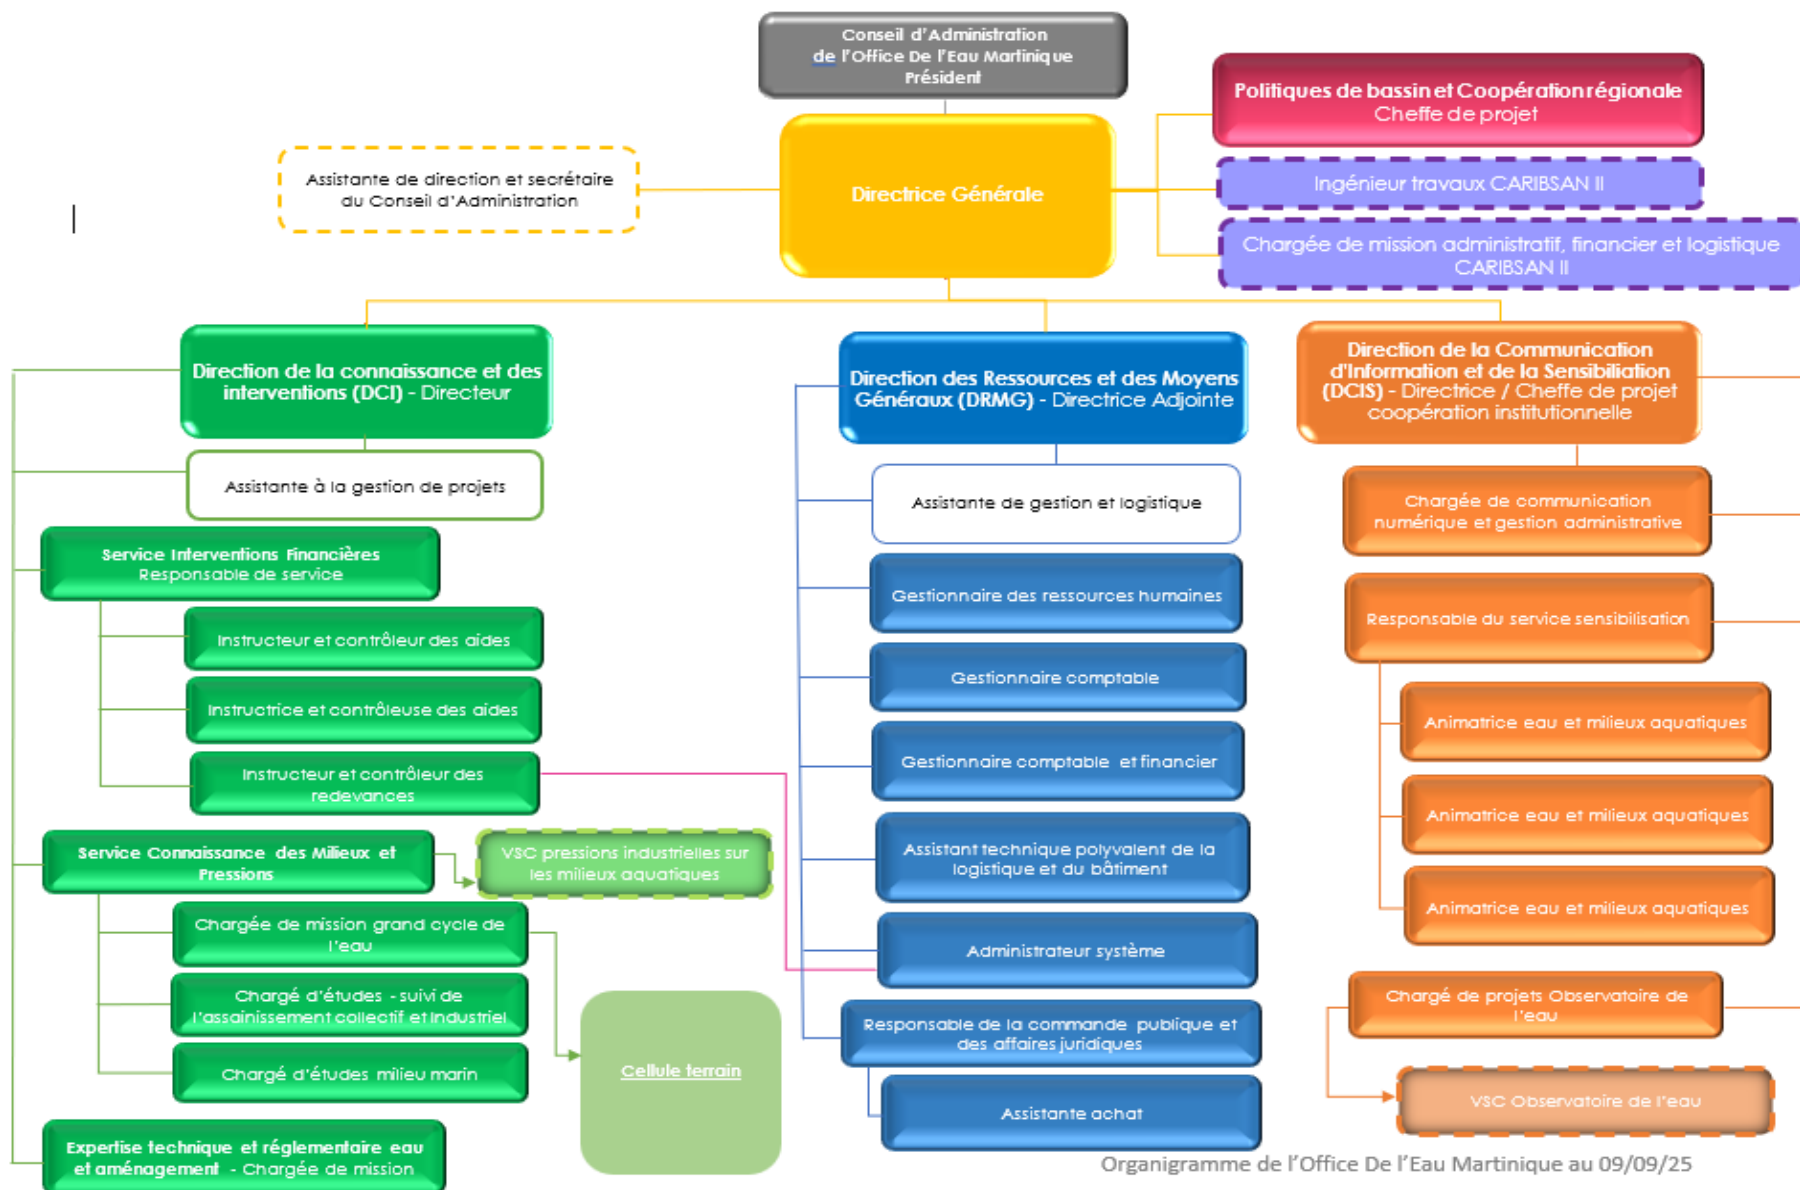 Conseil d'Administration
de l'Office De l'Eau Martinique
Président
Politiques de bassin et Coopération régionale
Cheffe de projet
Assistante de direction et secrétaire
du Conseil d'Administration
Directrice Générale
Ingénieur travaux CARIBSAN II
Chargée de mission administratif, financier et logistique
CARIBSAN II
Direction de la connaissance et des
interventions (DCI) - Directeur
Assistante à la gestion de projets
Service Interventions Financières
Responsable de service
Instructeur et contrôleur des aides
Instructrice et contrôleuse des aides
Instructeur et contrôleur des
redevances
Service Connaissance des Milieux et
Pressions
VSC pressions industrielles sur
les milieux aquatiques
Chargée de mission grand cycle de
l'eau
Chargé d'études - suivi de
l'assainissement collectif et Industriel
Chargé d'études milieu marin
Cellule terrain
Expertise technique et réglementaire eau
et aménagement - Chargée de mission
Direction des Ressources et des Moyens
Généraux (DRMG) - Directrice Adjointe
Assistante de gestion et logistique
Gestionnaire des ressources humaines
Gestionnaire comptable
Gestionnaire comptable et financier
Assistant technique polyvalent de la
logistique et du bâtiment
Administrateur système
Responsable de la commande publique et
des affaires juridiques
Assistante achat
Direction de la Communication
d'Information et de la Sensibiliation
(DCIS) - Directrice / Cheffe de projet
coopération institutionnelle
Chargée de communication
numérique et gestion administrative
Responsable du service sensibilisation
Animatrice eau et milieux aquatiques
Animatrice eau et milieux aquatiques
Animatrice eau et milieux aquatiques
Chargé de projets Observatoire de
l'eau
VSC Observatoire de l'eau
Organigramme de l'Office De l'Eau Martinique au 09/09/25